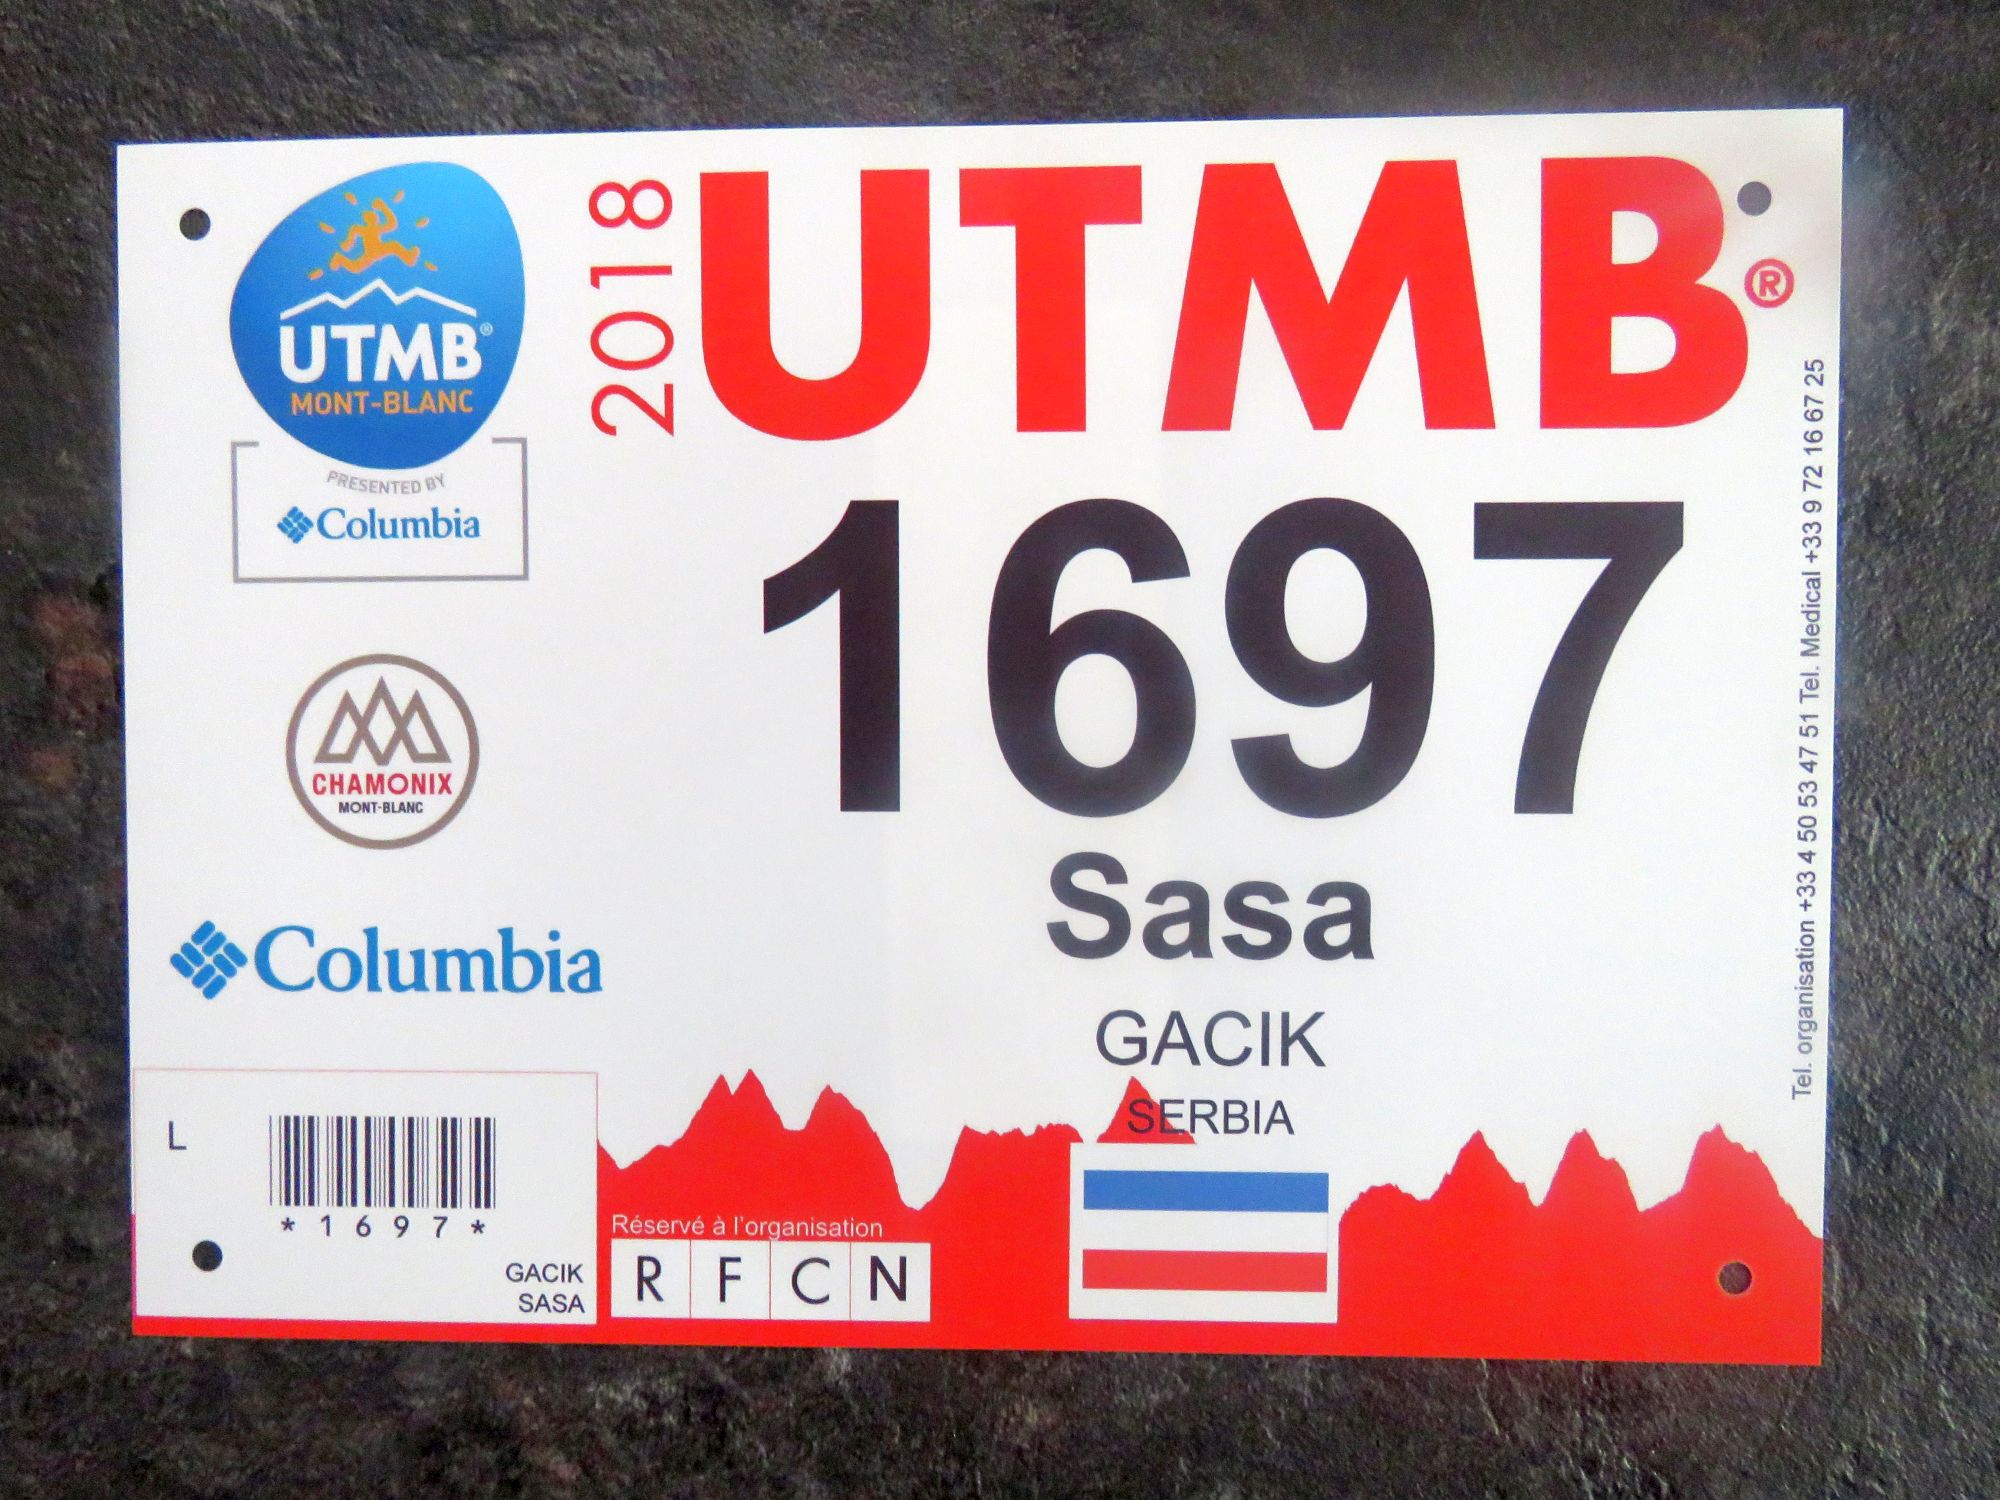 UTMB®
MONT-BLANC
PRESENTED BY
Columbia
CHAMONIX
MONT-BLANC
Columbia
2018
UTMB®
1697
Sasa
GACIK
SERBIA
Tel. organisation +33 4 50 53 47 51 Tel. Medical +33 9 72 16 67 25
L
*1697*
GACIK
SASA
Réservé à l'organisation
R F C N